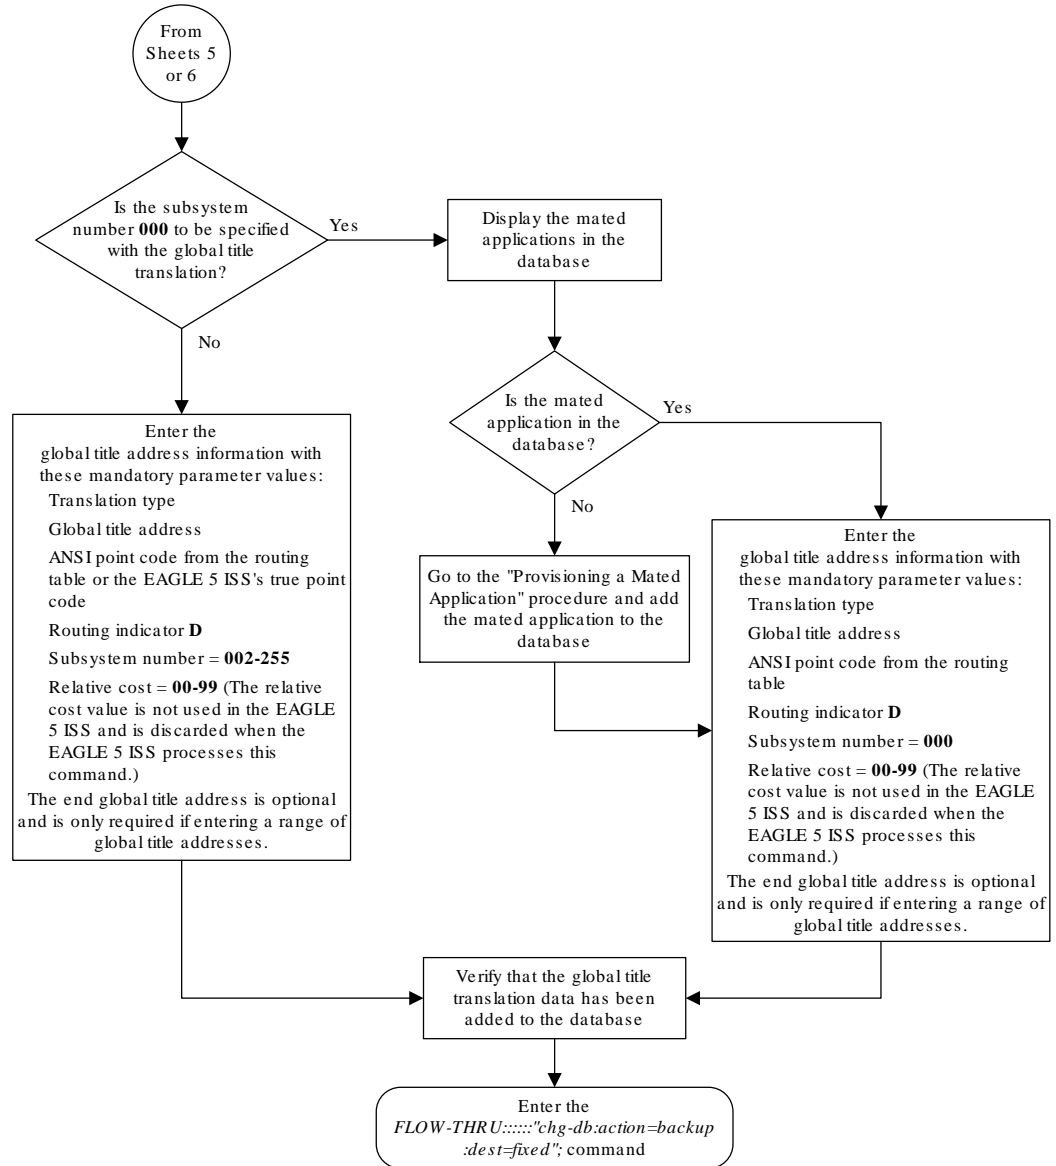 From
Sheets 5
or 6
Is the subsystem
number 000 to be specified
with the global title
translation?
Yes
Display the mated
applications in the
database
No
Is the mated
application in the
database?
Yes
No
Enter the
global title address information with
these mandatory parameter values:
Translation type
Global title address
ANSI point code from the routing
table or the EAGLE 5 ISS's true point
code
Routing indicator D
Subsystem number = 002-255
Relative cost = 00-99 (The relative
cost value is not used in the EAGLE
5 ISS and is discarded when the
EAGLE 5 ISS processes this
command.)
The end global title address is optional
and is only required if entering a range of
global title addresses.
Go to the "Provisioning a Mated
Application" procedure and add
the mated application to the
database
Enter the
global title address information with
these mandatory parameter values:
Translation type
Global title address
ANSI point code from the routing
table
Routing indicator D
Subsystem number = 000
Relative cost = 00-99 (The relative
cost value is not used in the EAGLE
5 ISS and is discarded when the
EAGLE 5 ISS processes this
command.)
The end global title address is optional
and is only required if entering a range of
global title addresses.
Verify that the global title
translation data has been
added to the database
Enter the
FLOW-THRU::::::"chg-db:action=backup
:dest=fixed"; command